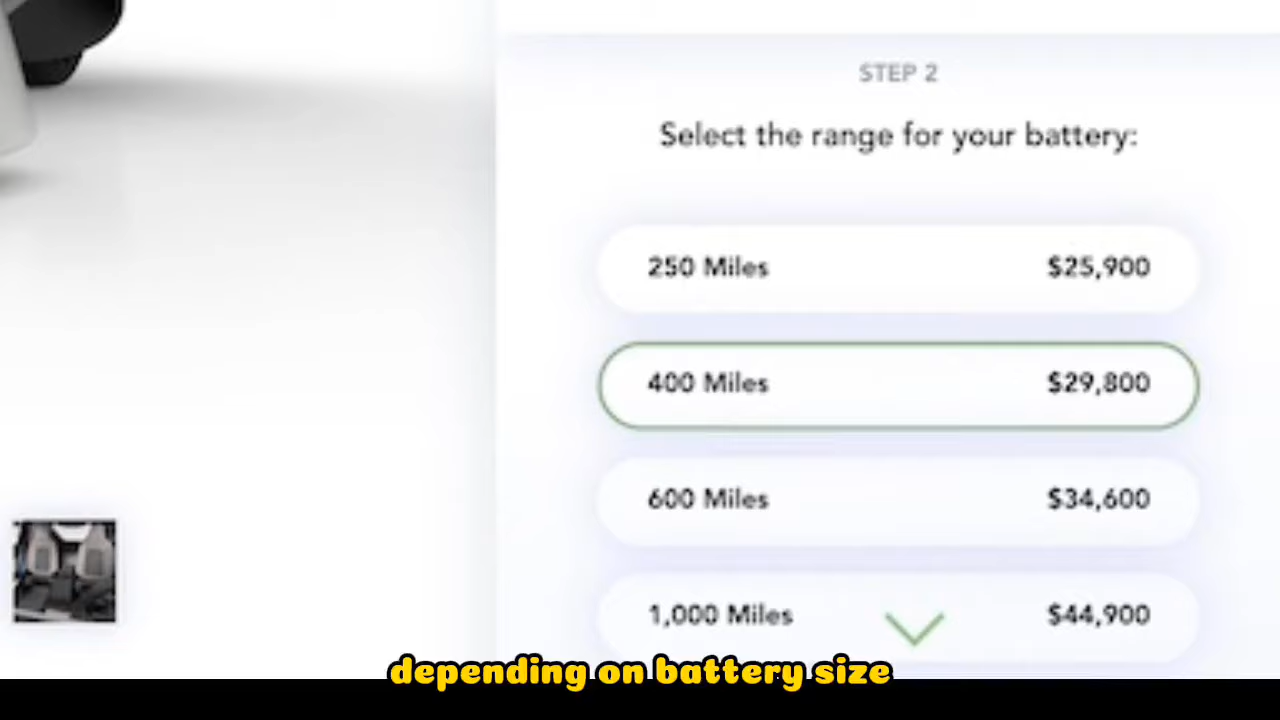 STEP 2
Select the range for your battery:
250 Miles $25,900
400 Miles $29,800
600 Miles $34,600
1,000 Miles $44,900
depending on battery size